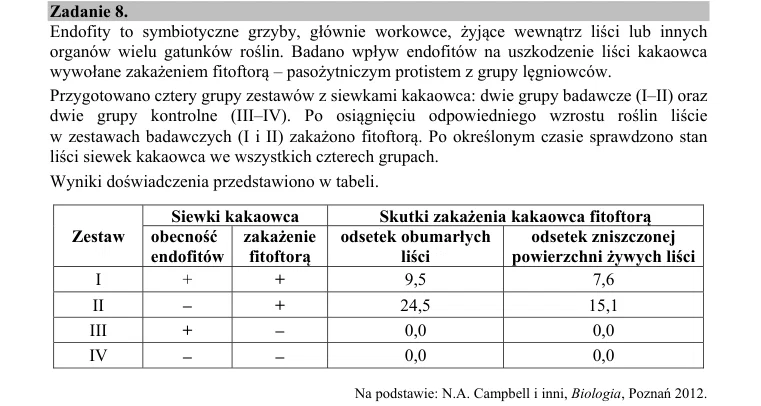 Zadanie 8.
Endofity to symbiotyczne grzyby, głównie workowce, żyjące wewnątrz liści lub innych
organów wielu gatunków roślin. Badano wpływ endofitów na uszkodzenie liści kakaowca
wywołane zakażeniem fitoftorą – pasożytniczym protistem z grupy lęgniowców.
Przygotowano cztery grupy zestawów z siewkami kakaowca: dwie grupy badawcze (I–II) oraz
dwie grupy kontrolne (III–IV). Po osiągnięciu odpowiedniego wzrostu roślin liście
w zestawach badawczych (I i II) zakażono fitoftorą. Po określonym czasie sprawdzono stan
liści siewek kakaowca we wszystkich czterech grupach.
Wyniki doświadczenia przedstawiono w tabeli.
Zestaw
Siewki kakaowca
Skutki zakażenia kakaowca fitoftorą
obecność endofitów
zakażenie fitoftorą
odsetek obumarłych liści
odsetek zniszczonej powierzchni żywych liści
I + + 9,5 7,6
II – + 24,5 15,1
III + – 0,0 0,0
IV – – 0,0 0,0
Na podstawie: N.A. Campbell i inni, Biologia, Poznań 2012.